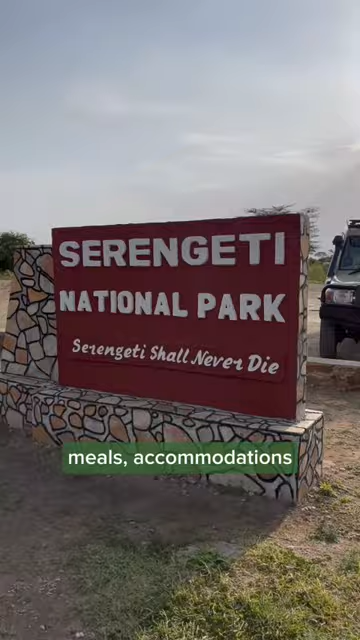 SERENGETI
NATIONAL PARK
Serengeti Shall Never Die
meals, accommodations